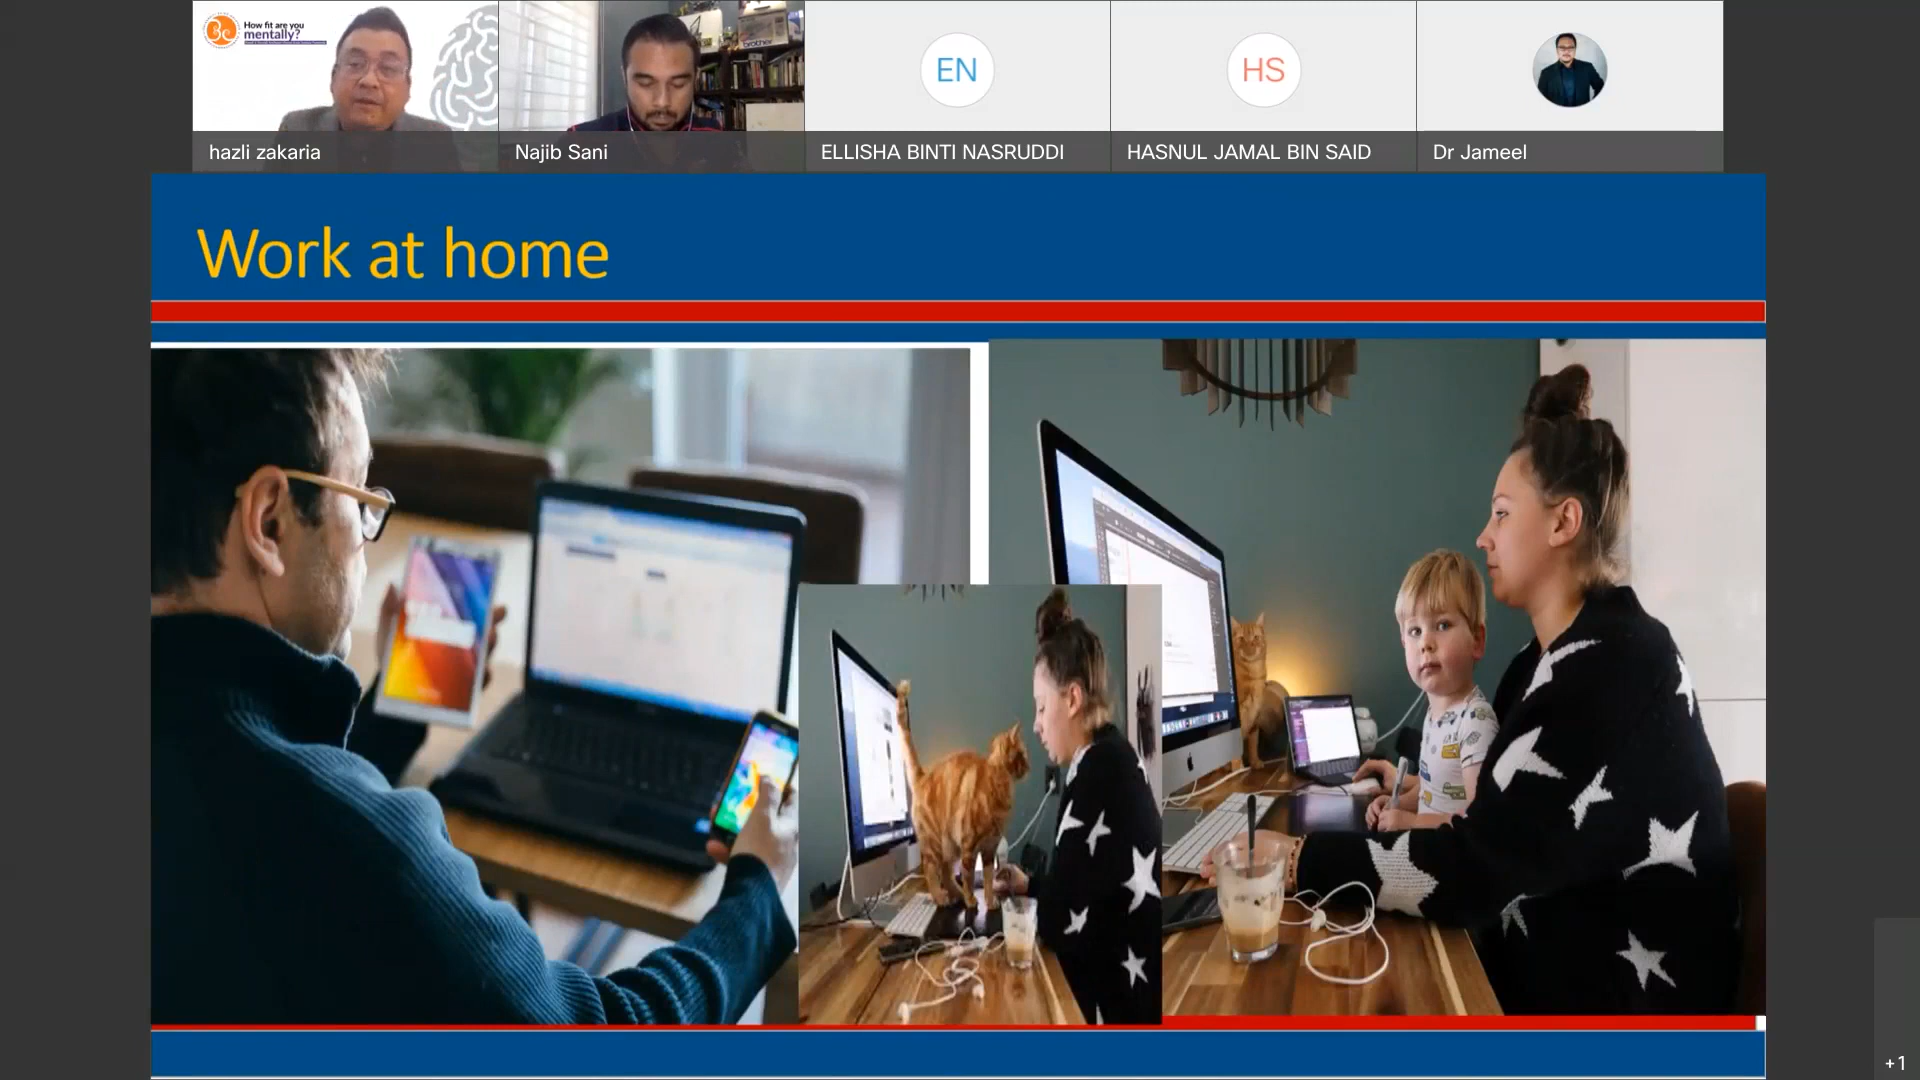 How fit are you
mentally?
brother
EN
HS
hazli zakaria
Najib Sani
ELLISHA BINTI NASRUDDI
HASNUL JAMAL BIN SAID
Dr Jameel
Work at home
+1